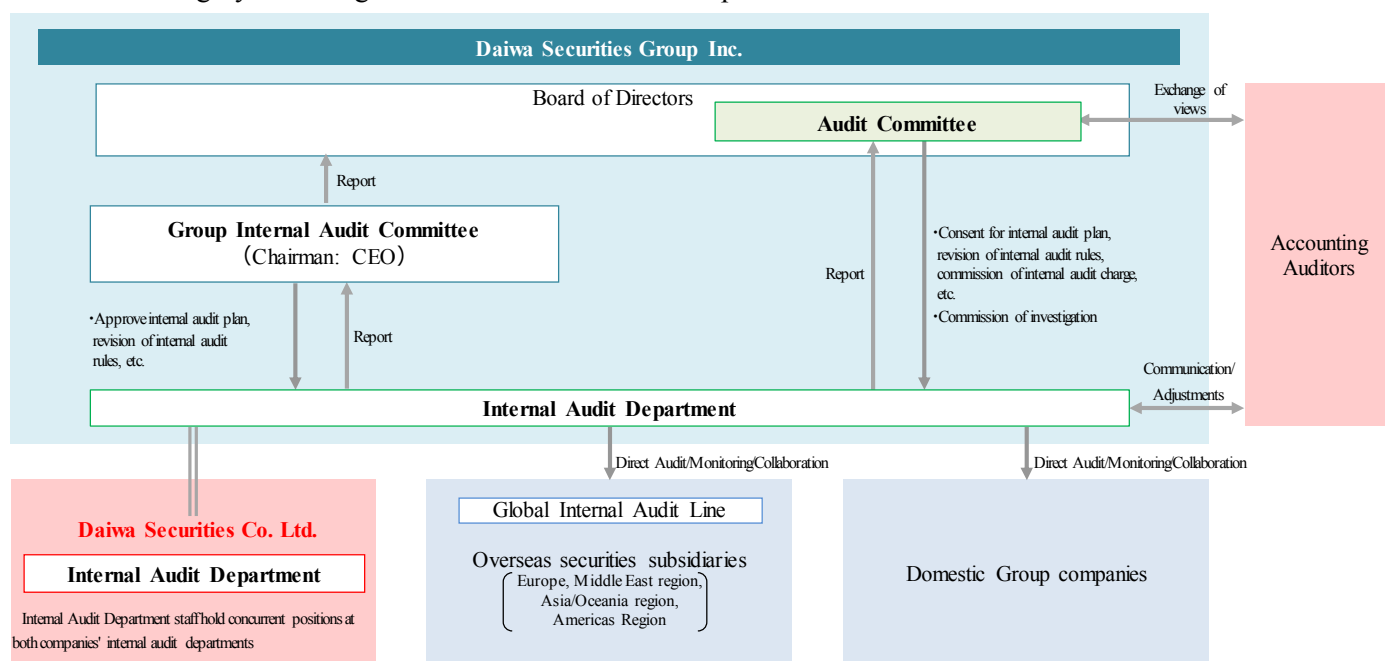 Daiwa Securities Group Inc.
Board of Directors
Audit Committee
Exchange of
views
Report
Group Internal Audit Committee
（Chairman: CEO）
Accounting
Auditors
・Consent for internal audit plan,
revision of internal audit rules,
commission of internal audit charge,
etc.
・Commission of investigation
Report
・Approve internal audit plan,
revision of internal audit
rules, etc.
Report
Communication/
Adjustments
Internal Audit Department
Direct Audit/Monitoring/Collaboration
Direct Audit/Monitoring/Collaboration
Daiwa Securities Co. Ltd.
Internal Audit Department
Internal Audit Department staff hold concurrent positions at
both companies' internal audit departments
Global Internal Audit Line
Overseas securities subsidiaries
Europe, Middle East region,
Asia/Oceania region,
Americas Region
Domestic Group companies